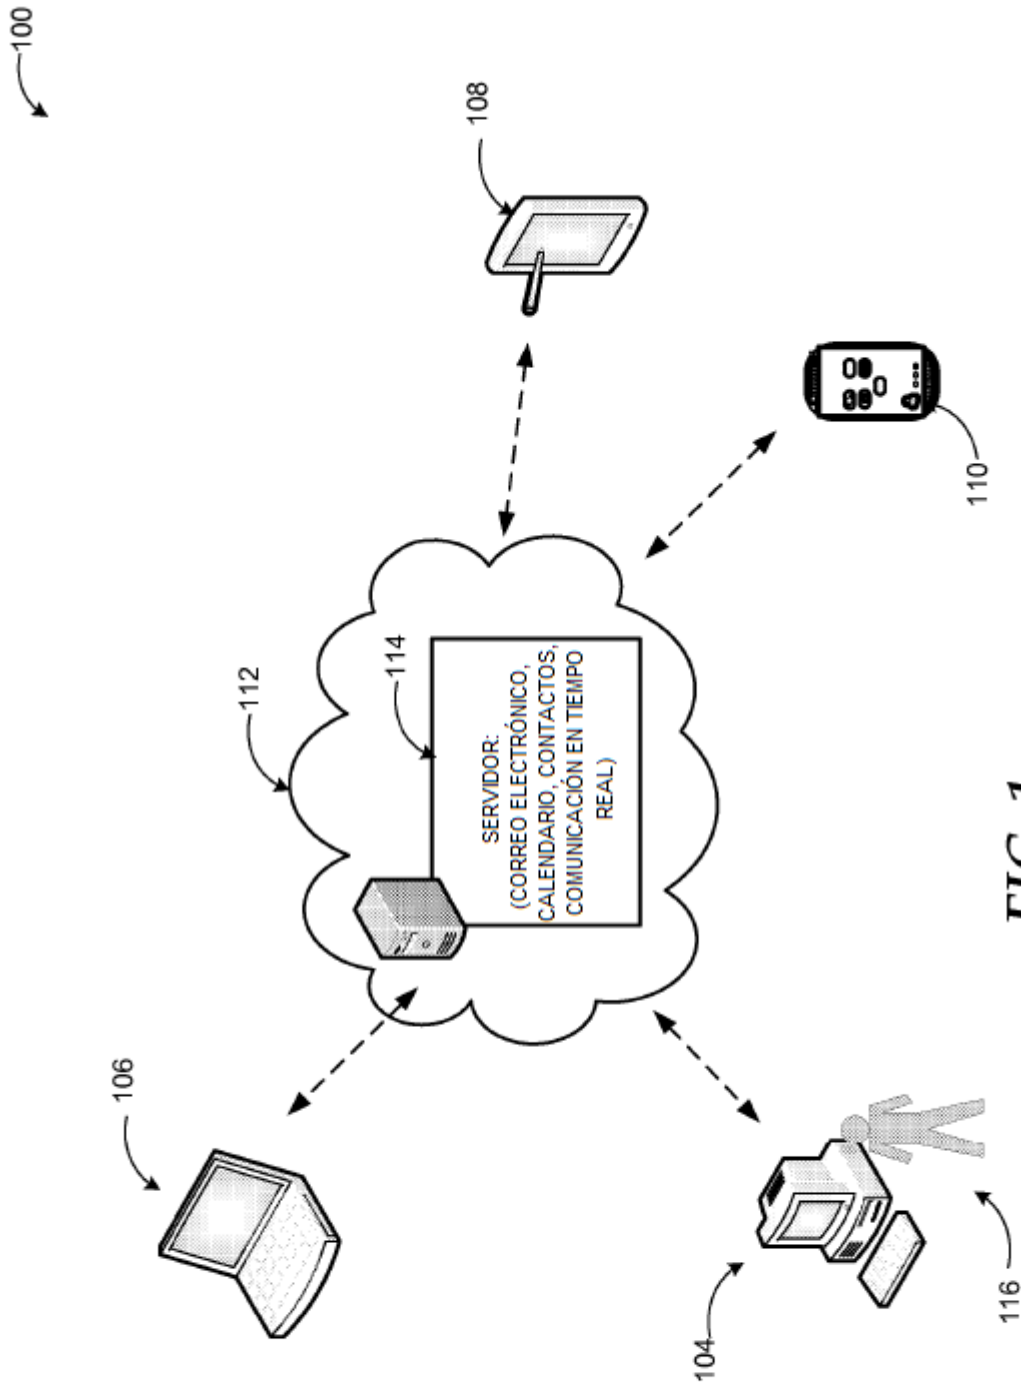 100
106
112
114
108
SERVIDOR:
(CORREO ELECTRÓNICO,
CALENDARIO, CONTACTOS,
COMUNICACIÓN EN TIEMPO
REAL)
104
110
116
FIG. 1